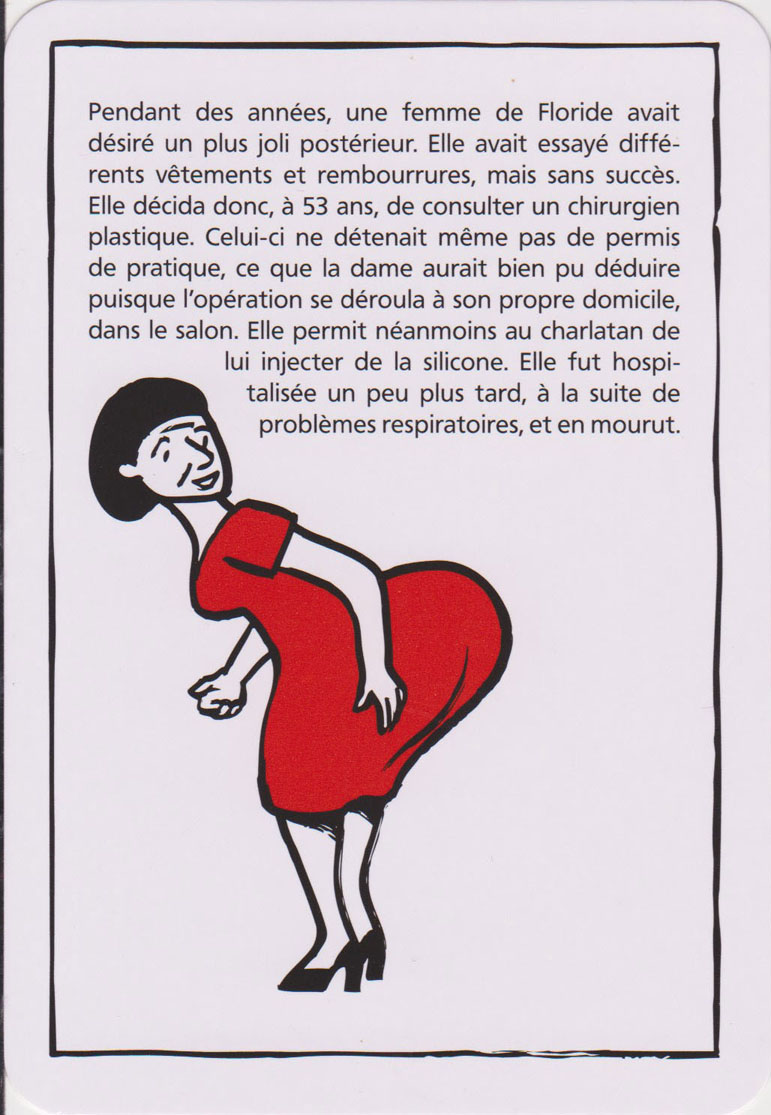 Pendant des années, une femme de Floride avait
désiré un plus joli postérieur. Elle avait essayé diffé-
rents vêtements et rembourrures, mais sans succès.
Elle décida donc, à 53 ans, de consulter un chirurgien
plastique. Celui-ci ne détenait même pas de permis
de pratique, ce que la dame aurait bien pu déduire
puisque l'opération se déroula à son propre domicile,
dans le salon. Elle permit néanmoins au charlatan de
lui injecter de la silicone. Elle fut hospi-
talisée un peu plus tard, à la suite de
problèmes respiratoires, et en mourut.